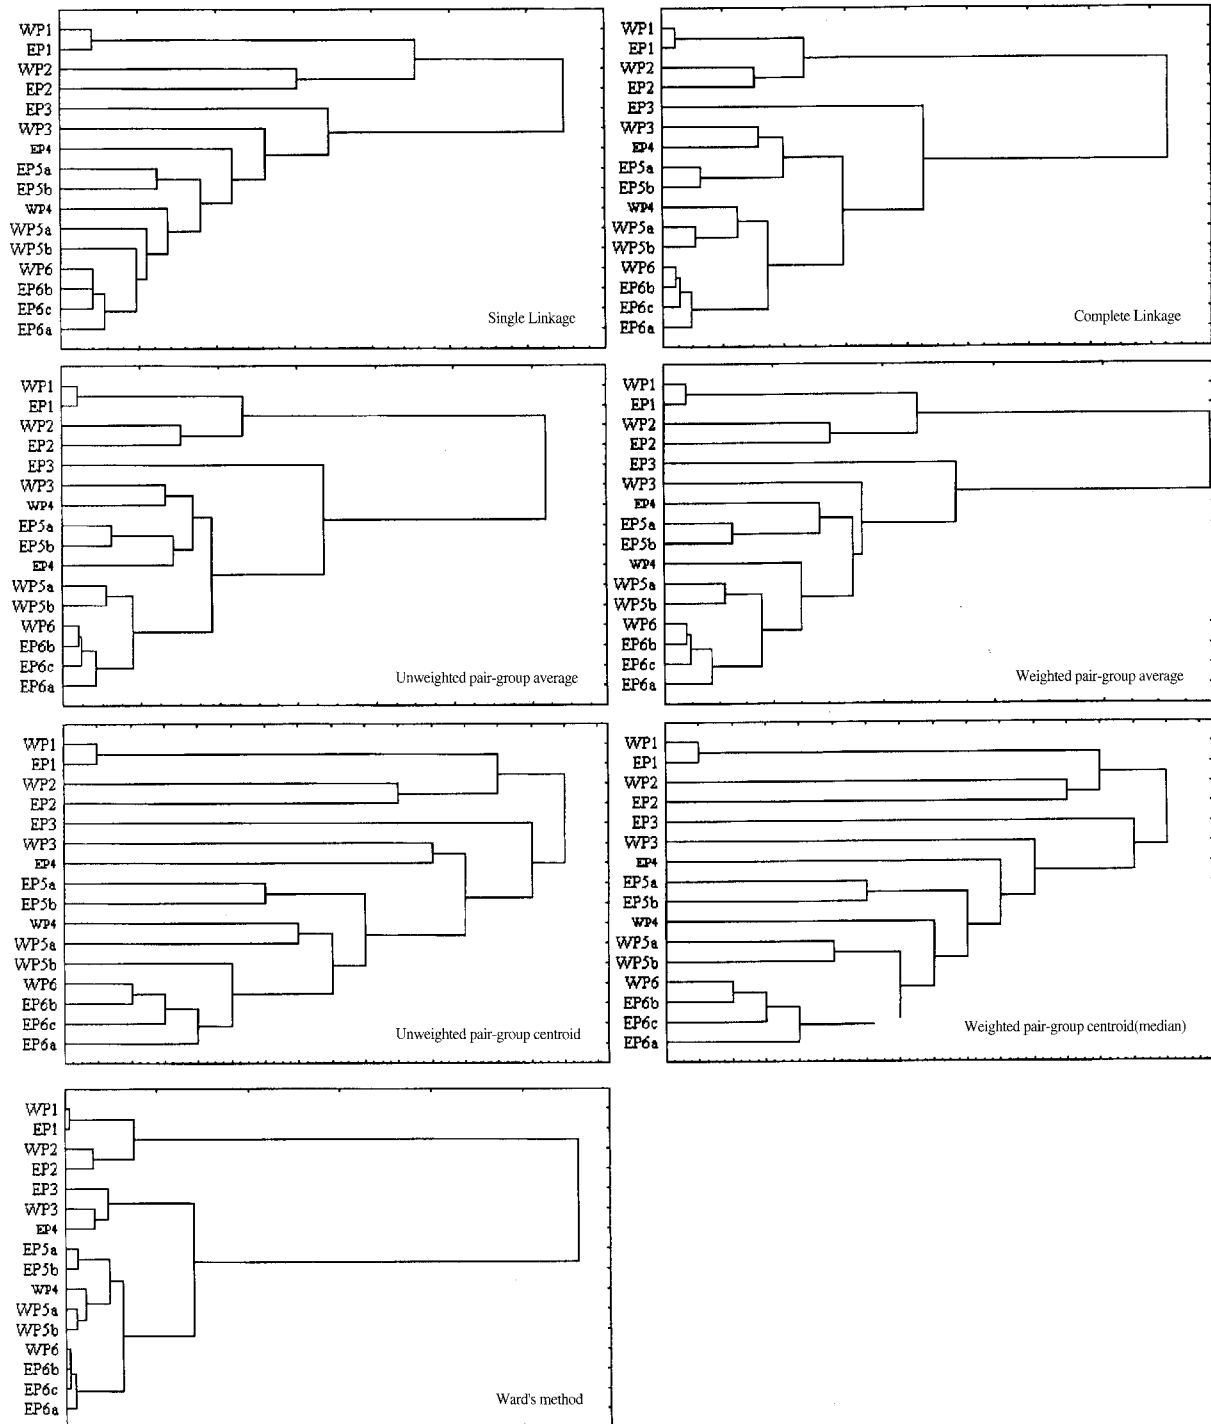 WP1
EP1
WP2
EP2
EP3
WP3
EP4
EP5a
EP5b
WP4
WP5a
WP5b
WP6
EP6b
EP6c
EP6a
Single Linkage
WP1
EP1
WP2
EP2
EP3
WP3
EP4
EP5a
EP5b
WP4
WP5a
WP5b
WP6
EP6b
EP6c
EP6a
Complete Linkage
WP1
EP1
WP2
EP2
EP3
WP3
WP4
EP5a
EP5b
EP4
WP5a
WP5b
WP6
EP6b
EP6c
EP6a
Unweighted pair-group average
WP1
EP1
WP2
EP2
EP3
WP3
EP4
EP5a
EP5b
WP4
WP5a
WP5b
WP6
EP6b
EP6c
EP6a
Weighted pair-group average
WP1
EP1
WP2
EP2
EP3
WP3
EP4
EP5a
EP5b
WP4
WP5a
WP5b
WP6
EP6b
EP6c
EP6a
Unweighted pair-group centroid
WP1
EP1
WP2
EP2
EP3
WP3
EP4
EP5a
EP5b
WP4
WP5a
WP5b
WP6
EP6b
EP6c
EP6a
Weighted pair-group centroid(median)
WP1
EP1
WP2
EP2
EP3
WP3
EP4
EP5a
EP5b
WP4
WP5a
WP5b
WP6
EP6b
EP6c
EP6a
Ward's method